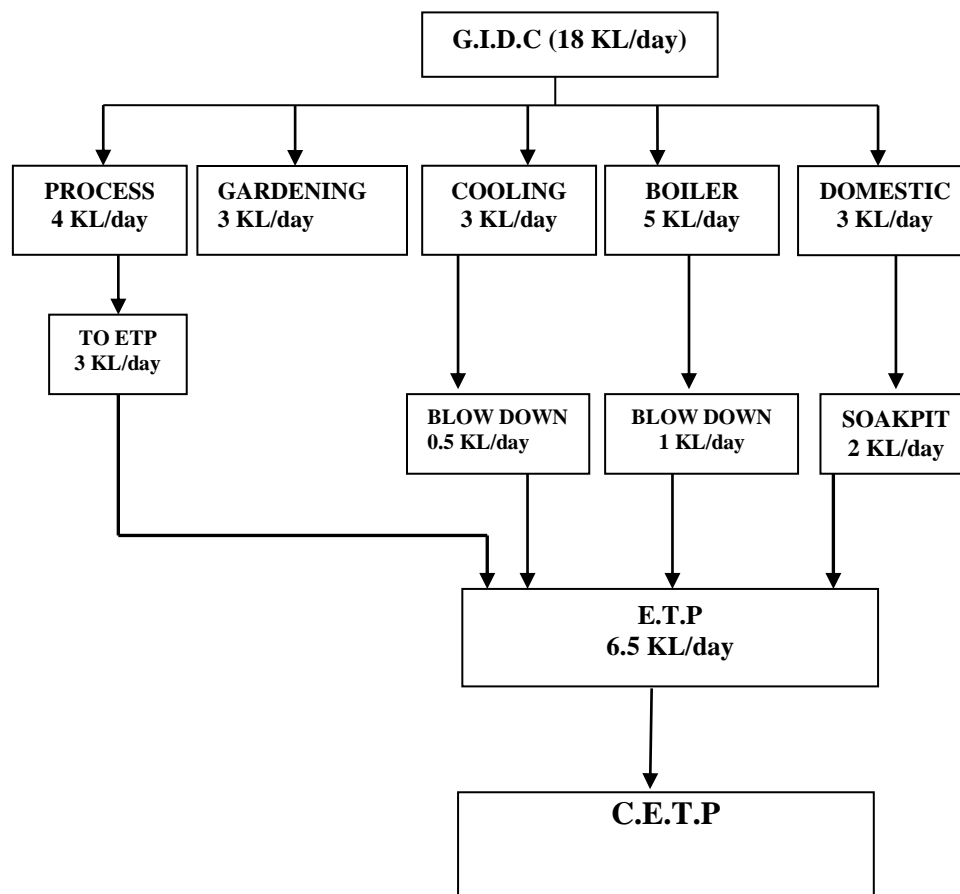 G.I.D.C (18 KL/day)
PROCESS
4 KL/day
GARDENING
3 KL/day
COOLING
3 KL/day
BOILER
5 KL/day
DOMESTIC
3 KL/day
TO ETP
3 KL/day
BLOW DOWN
0.5 KL/day
BLOW DOWN
1 KL/day
SOAKPIT
2 KL/day
E.T.P
6.5 KL/day
C.E.T.P